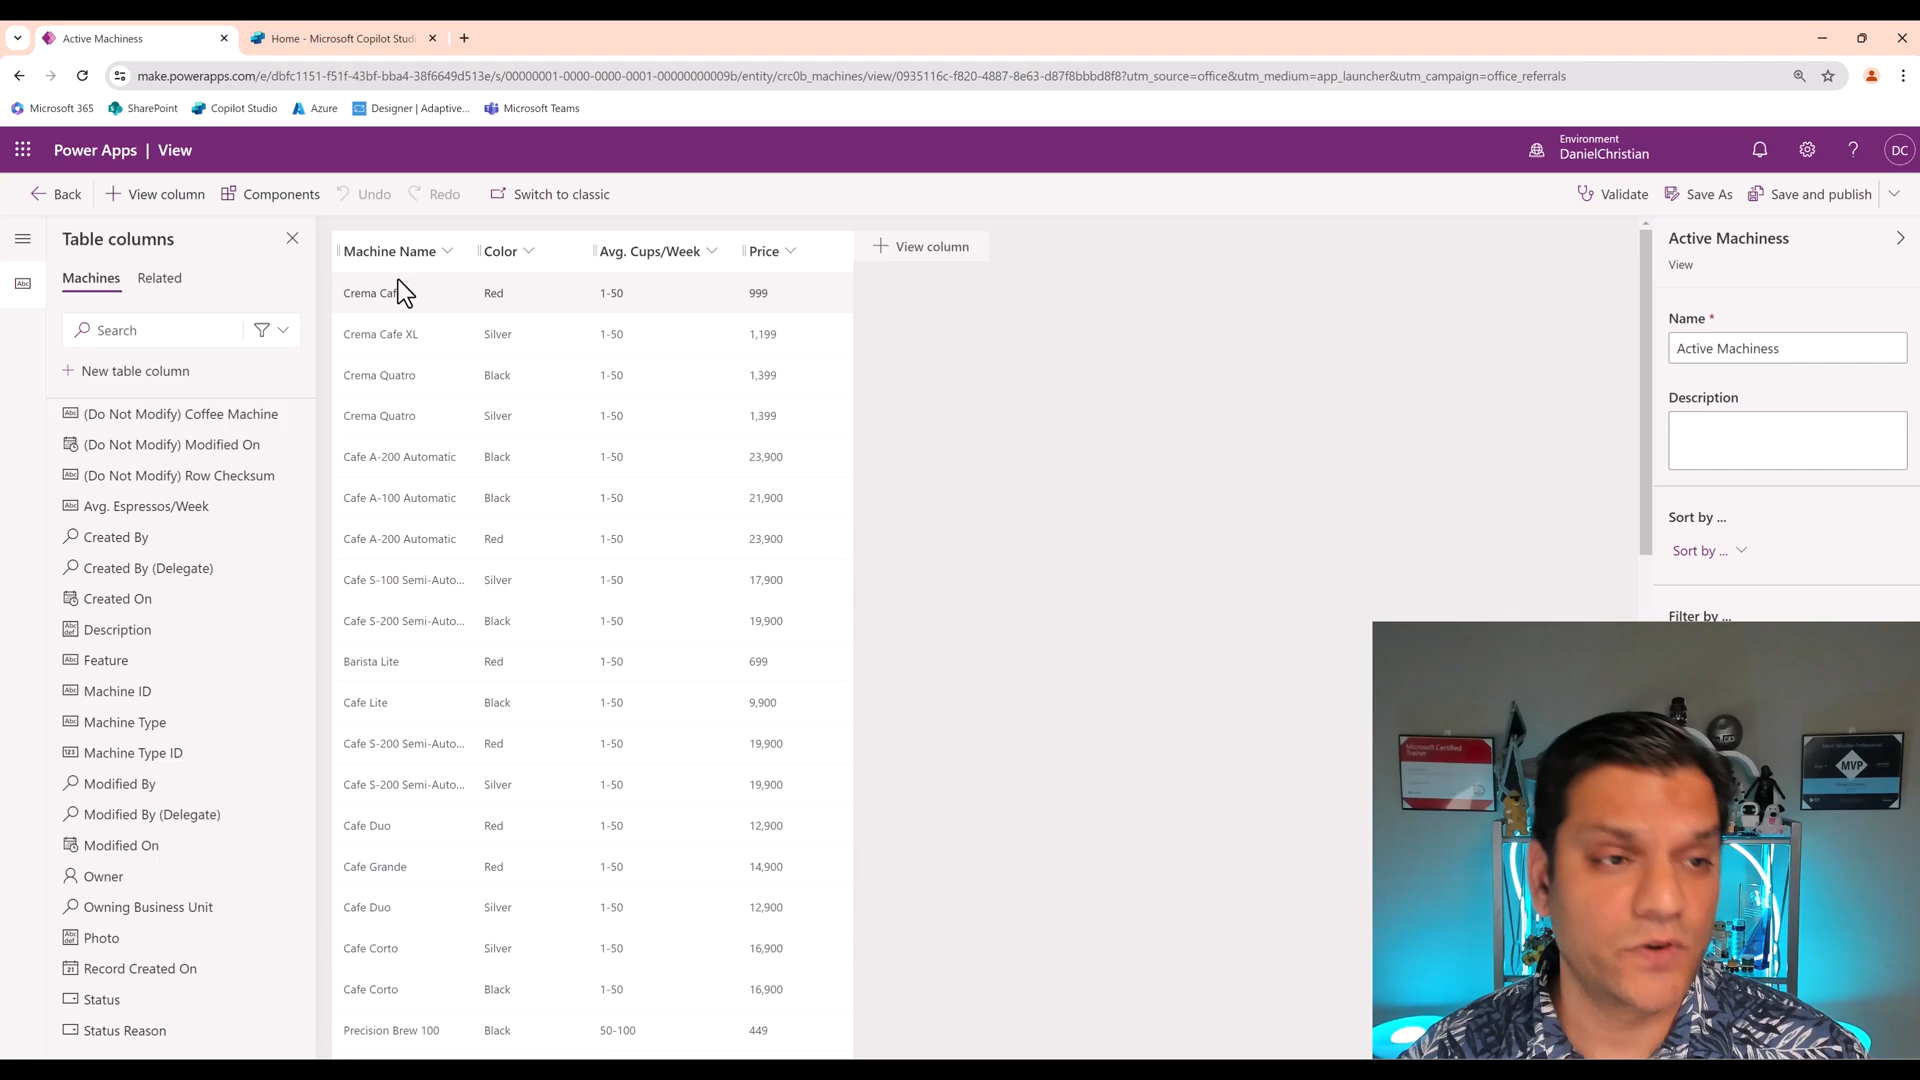 Active Machiness
Home - Microsoft Copilot Studi
make.powerapps.com/e/dbfc1151-f51f-43bf-bba4-38f6649d513e/s/00000001-0000-0000-0001-00000000009b/entity/crc0b_machines/view/0935116c-f820-4887-8e63-d87f8bbbd8f8?utm_source=office&utm_medium=app_launcher&utm_campaign=office_referrals
Microsoft 365 SharePoint Copilot Studio Azure Designer | Adaptive... Microsoft Teams
Power Apps | View
Environment
DanielChristian
DC
Back View column Components Undo Redo Switch to classic Validate Save As Save and publish
Table columns
Machines Related
Search
New table column
(Do Not Modify) Coffee Machine
(Do Not Modify) Modified On
(Do Not Modify) Row Checksum
Avg. Espressos/Week
Created By
Created By (Delegate)
Created On
Description
Feature
Machine ID
Machine Type
Machine Type ID
Modified By
Modified By (Delegate)
Modified On
Owner
Owning Business Unit
Photo
Record Created On
Status
Status Reason
Machine Name Color Avg. Cups/Week Price View column
Crema Caf Red 1-50 999
Crema Cafe XL Silver 1-50 1,199
Crema Quatro Black 1-50 1,399
Crema Quatro Silver 1-50 1,399
Cafe A-200 Automatic Black 1-50 23,900
Cafe A-100 Automatic Black 1-50 21,900
Cafe A-200 Automatic Red 1-50 23,900
Cafe S-100 Semi-Auto... Silver 1-50 17,900
Cafe S-200 Semi-Auto... Black 1-50 19,900
Barista Lite Red 1-50 699
Cafe Lite Black 1-50 9,900
Cafe S-200 Semi-Auto... Red 1-50 19,900
Cafe S-200 Semi-Auto... Silver 1-50 19,900
Cafe Duo Red 1-50 12,900
Cafe Grande Red 1-50 14,900
Cafe Duo Silver 1-50 12,900
Cafe Corto Silver 1-50 16,900
Cafe Corto Black 1-50 16,900
Precision Brew 100 Black 50-100 449
Active Machiness
View
Name *
Active Machiness
Description
Sort by ...
Sort by ...
Filter by ...
Microsoft Certified
Trainer
MVP